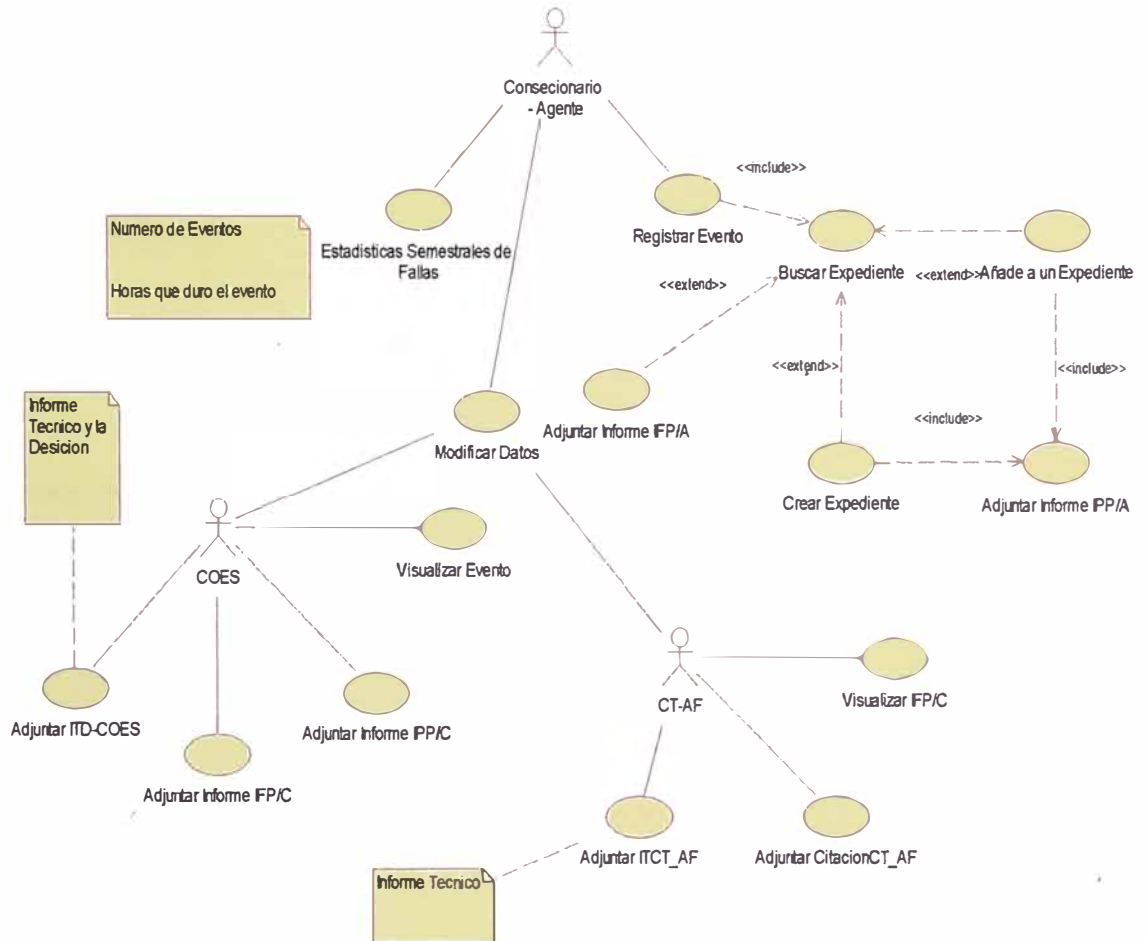 Consecionario
- Agente
<<include>>
Numero de Eventos
Horas que duro el evento
Estadisticas Semestrales de
Fallas
Registrar Evento
Buscar Expediente
<<extend>>
Añade a un Expediente
<<extend>>
<<extend>>
<<include>>
Informe
Tecnico y la
Desicion
Modificar Datos
Adjuntar Informe IFP/A
<<include>>
Crear Expediente
Adjuntar Informe IPP/A
COES
Visualizar Evento
Adjuntar ITD-COES
Adjuntar Informe IFP/C
Adjuntar Informe IPP/C
CT-AF
Visualizar IFP/C
Adjuntar ITCT_AF
Adjuntar CitacionCT_AF
Informe Tecnico